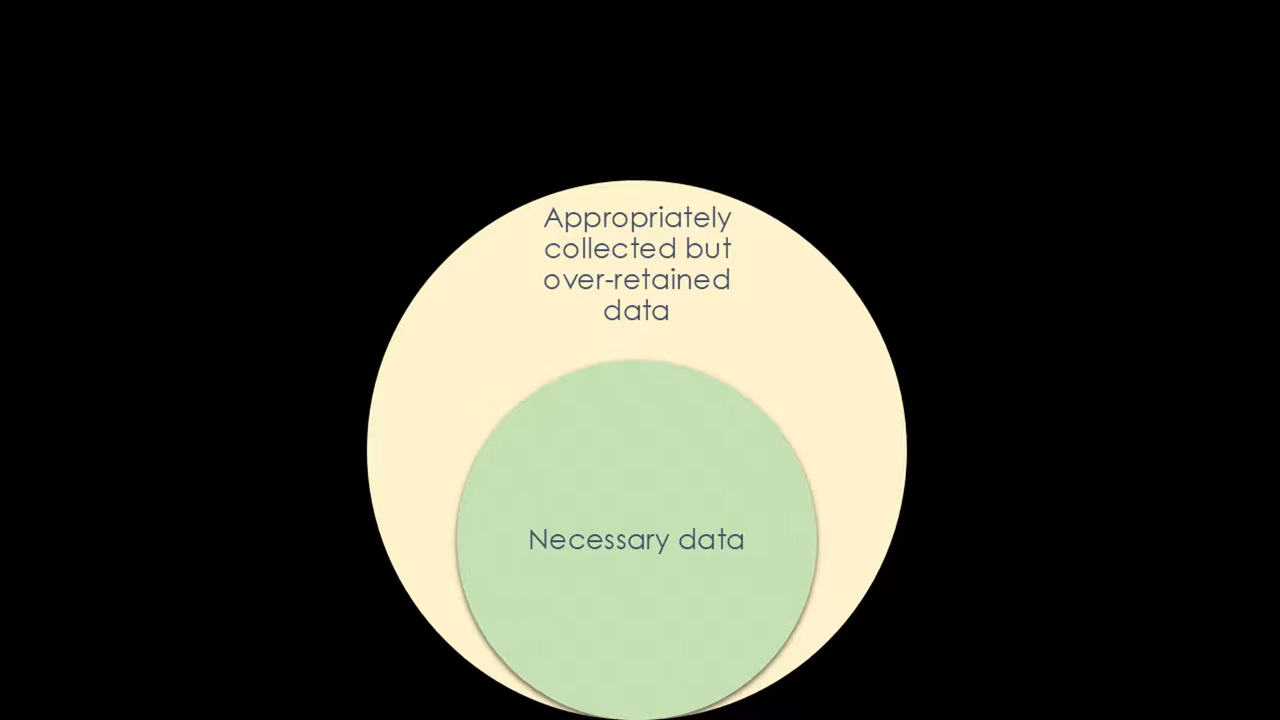 Appropriately
collected but
over-retained
data
Necessary data